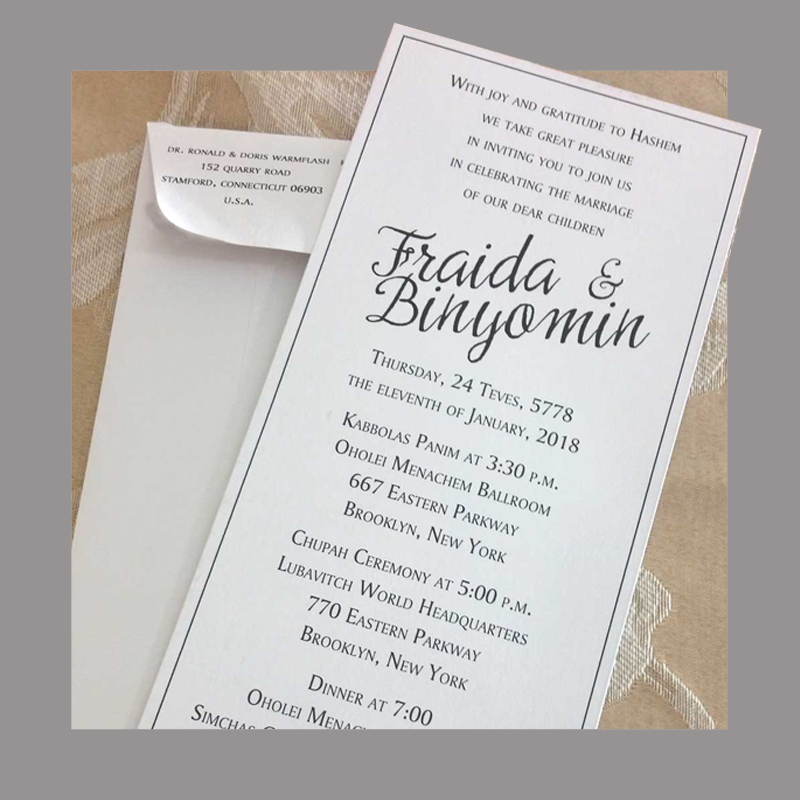 DR. RONALD & DORIS WARMFLASH
152 QUARRY ROAD
STAMFORD, CONNECTICUT 06903
U.S.A.
WITH JOY AND GRATITUDE TO HASHEM
WE TAKE GREAT PLEASURE
IN INVITING YOU TO JOIN US
IN CELEBRATING THE MARRIAGE
OF OUR DEAR CHILDREN
Fraida &
Binyomin
THURSDAY, 24 TEVES, 5778
THE ELEVENTH OF JANUARY, 2018
KABBOLAS PANIM AT 3:30 P.M.
OHOLEI MENACHEM BALLROOM
667 EASTERN PARKWAY
BROOKLYN, NEW YORK
CHUPAH CEREMONY AT 5:00 P.M.
LUBAVITCH WORLD HEADQUARTERS
770 EASTERN PARKWAY
BROOKLYN, NEW YORK
DINNER AT 7:00
OHOLEI
SIMCHAS